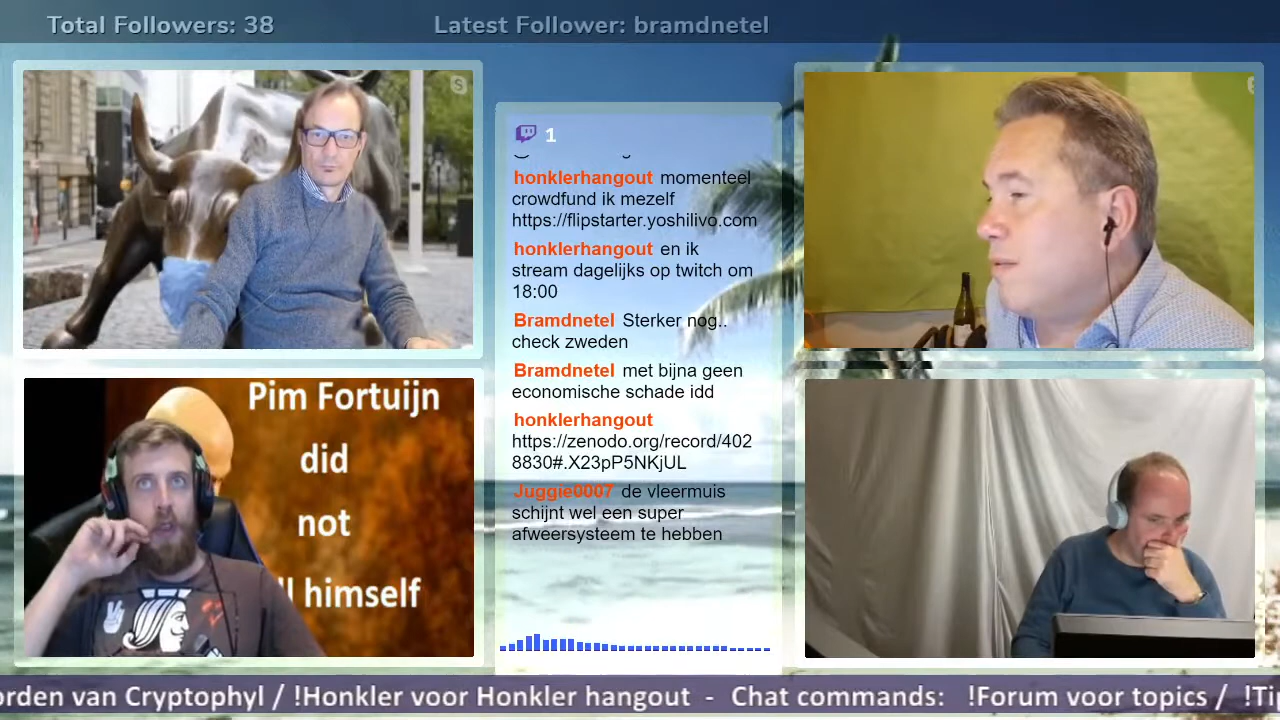 Total Followers: 38
Latest Follower: bramdnetel
1
honklerhangout momenteel
crowdfund ik mezelf
https://flipstarter.yoshilivo.com
honklerhangout en ik
stream dagelijks op twitch om
18:00
Bramdnetel Sterker nog..
check zweden
Bramdnetel met bijna geen
economische schade idd
honklerhangout
https://zenodo.org/record/402
8830#.X23pP5NKjUL
Juggie0007 de vleermuis
schijnt wel een super
afweersysteem te hebben
Pim Fortuijn
did
not
himself
orden van Cryptophyl / !Honkler voor Honkler hangout - Chat commands: !Forum voor topics / !Tip